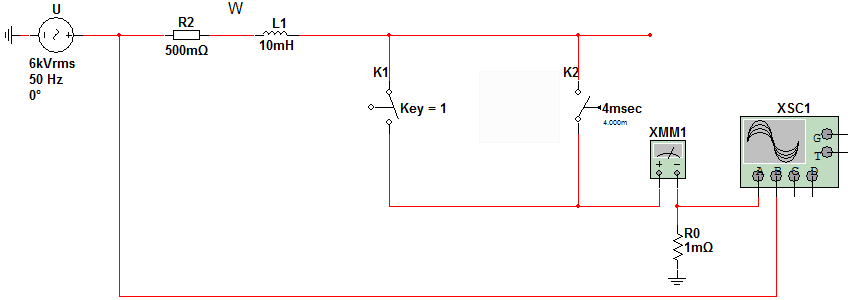 U
W
R2
L1
500mΩ
10mH
6kVrms
50 Hz
0°
K1
K2
Key = 1
4msec
4.000m
XMM1
XSC1
G
T
A B C D
+ −
R0
1mΩ